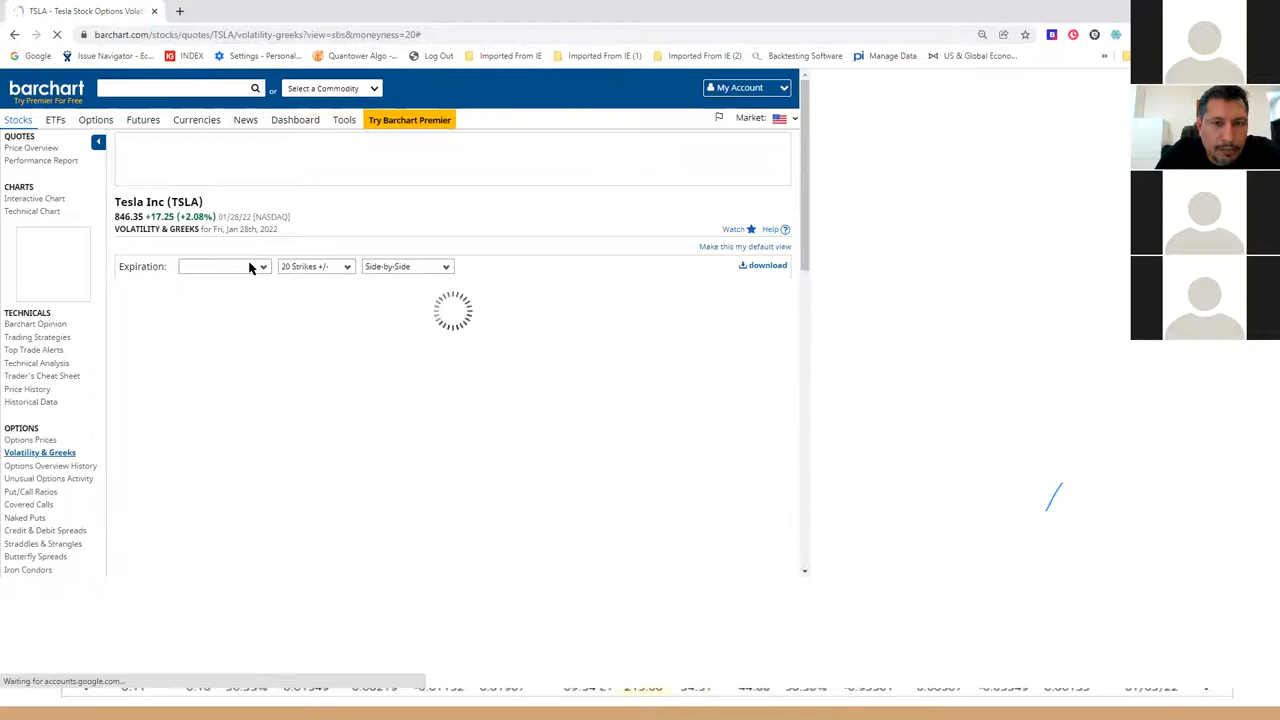 TSLA - Tesla Stock Options Volat
barchart.com/stocks/quotes/TSLA/volatility-greeks?view=sbs&moneyness=20#
Google
Issue Navigator - Ec...
INDEX
Settings - Personal...
Quantower Algo -...
Log Out
Imported From IE
Imported From IE (1)
Imported From IE (2)
Backtesting Software
Manage Data
US & Global Econo...
barchart
Try Premier For Free
or
Select a Commodity
My Account
Stocks ETFs Options Futures Currencies News Dashboard Tools Try Barchart Premier Market:
QUOTES
Price Overview
Performance Report
CHARTS
Interactive Chart
Technical Chart
TECHNICALS
Barchart Opinion
Trading Strategies
Top Trade Alerts
Technical Analysis
Trader's Cheat Sheet
Price History
Historical Data
OPTIONS
Options Prices
Volatility & Greeks
Options Overview History
Unusual Options Activity
Put/Call Ratios
Covered Calls
Naked Puts
Credit & Debit Spreads
Straddles & Strangles
Butterfly Spreads
Iron Condors
Tesla Inc (TSLA)
846.35 +17.25 (+2.08%) 01/28/22 [NASDAQ]
VOLATILITY & GREEKS for Fri, Jan 28th, 2022
Watch Help
Make this my default view
Expiration: 20 Strikes +/- Side-by-Side download
Waiting for accounts.google.com...